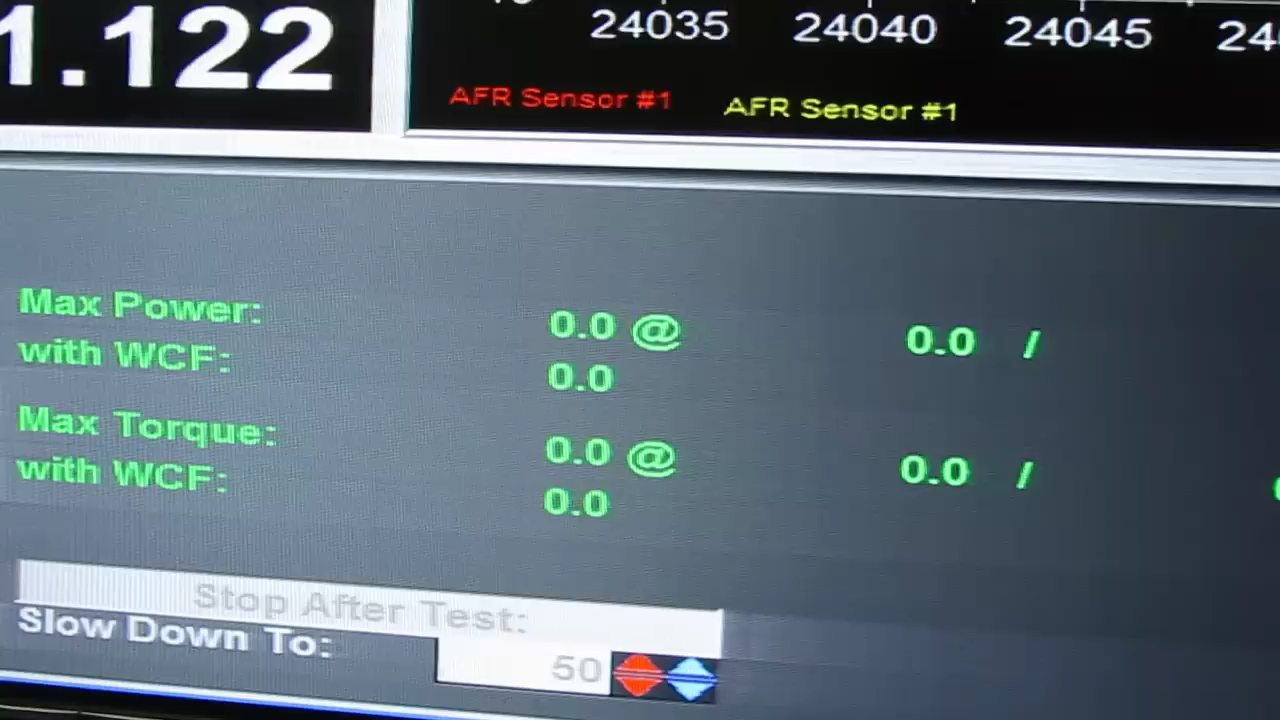 1.122
24035 24040 24045
AFR Sensor #1 AFR Sensor #1
Max Power: 0.0 @ 0.0 /
with WCF: 0.0
Max Torque: 0.0 @ 0.0 /
with WCF: 0.0
Stop After Test:
Slow Down To: 50